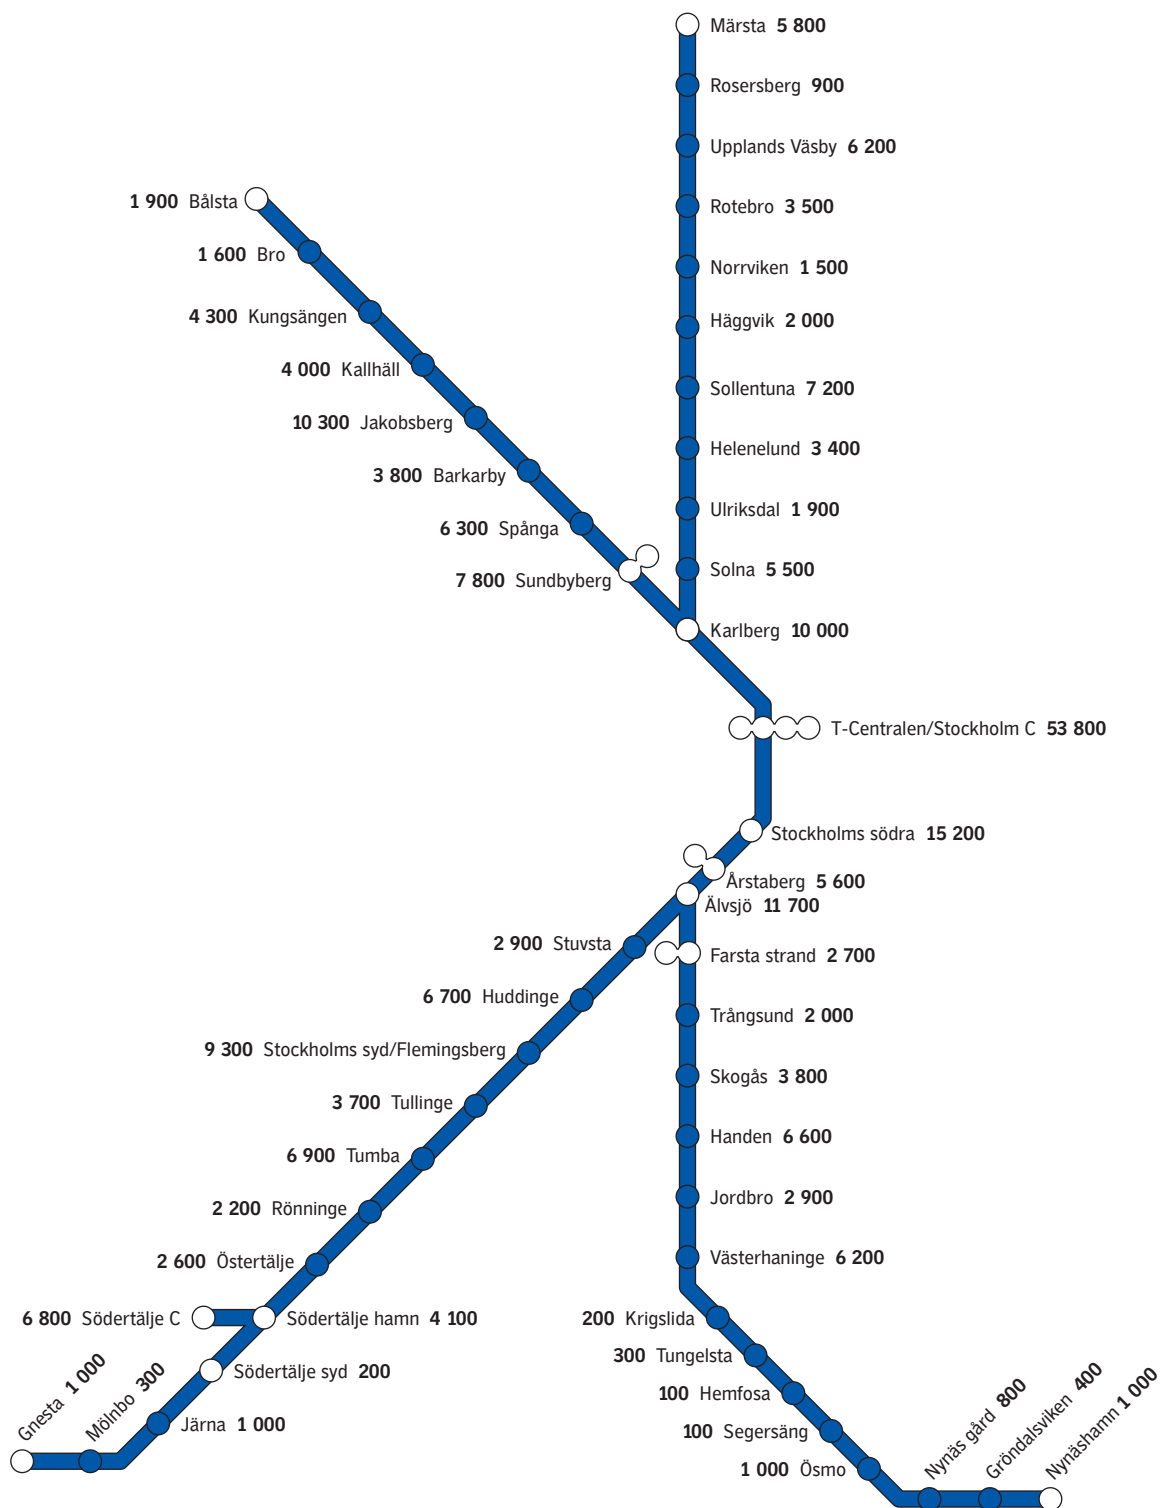 Märsta 5 800
Rosersberg 900
Upplands Väsby 6 200
1 900 Bålsta
Rotebro 3 500
1 600 Bro
Norrviken 1 500
4 300 Kungsängen
Häggvik 2 000
4 000 Kallhäll
Sollentuna 7 200
10 300 Jakobsberg
Helenelund 3 400
3 800 Barkarby
Ulriksdal 1 900
6 300 Spånga
Solna 5 500
7 800 Sundbyberg
Karlberg 10 000
T-Centralen/Stockholm C 53 800
Stockholms södra 15 200
Årstaberg 5 600
Älvsjö 11 700
2 900 Stuvsta
Farsta strand 2 700
6 700 Huddinge
Trångsund 2 000
9 300 Stockholms syd/Flemingsberg
Skogås 3 800
3 700 Tullinge
Handen 6 600
6 900 Tumba
Jordbro 2 900
2 200 Rönninge
Västerhaninge 6 200
2 600 Östertälje
6 800 Södertälje C
Södertälje hamn 4 100
200 Krigslida
300 Tungelsta
Södertälje syd 200
100 Hemfosa
Gnesta 1 000
Mölnbo 300
Järna 1 000
100 Segersäng
1 000 Ösmo
Nynäs gård 800
Gröndalsviken 400
Nynäshamn 1 000